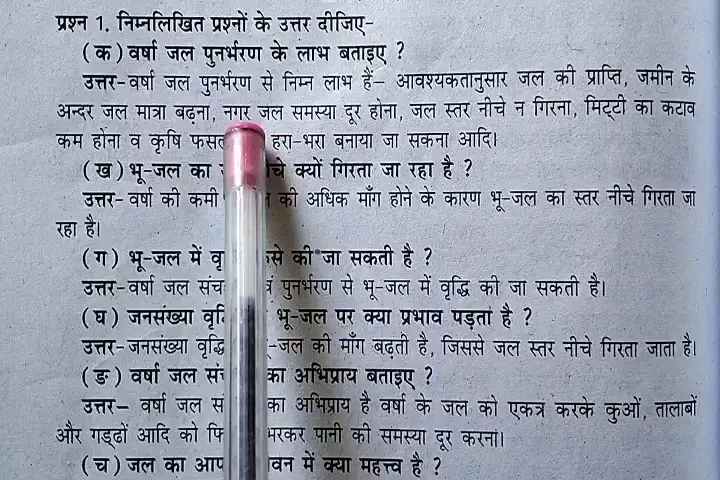 प्रश्न 1. निम्नलिखित प्रश्नों के उत्तर दीजिए-
(क) वर्षा जल पुनर्भरण के लाभ बताइए ?
उत्तर-वर्षा जल पुनर्भरण से निम्न लाभ हैं- आवश्यकतानुसार जल की प्राप्ति, जमीन के
अन्दर जल मात्रा बढ़ना, नगर जल समस्या दूर होना, जल स्तर नीचे न गिरना, मिट्टी का कटाव
कम होना व कृषि हरा-भरा बनाया जा सकना आदि।
(ख) भू-जल का क्यों गिरता जा रहा है ?
उत्तर- वर्षा की कमी की अधिक माँग होने के कारण भू-जल का स्तर नीचे गिरता जा
रहा है।
(ग) भू-जल में की जा सकती है ?
उत्तर-वर्षा जल पुनर्भरण से भू-जल में वृद्धि की जा सकती है।
(घ) जनसंख्या भू-जल पर क्या प्रभाव पड़ता है ?
उत्तर-जनसंख्या वृद्धि की माँग बढ़ती है, जिससे जल स्तर नीचे गिरता जाता है।
(ङ) वर्षा जल का अभिप्राय बताइए ?
उत्तर- वर्षा जल का अभिप्राय है वर्षा के जल को एकत्र करके कुओं, तालाबों
और गड्ढों आदि को भरकर पानी की समस्या दूर करना।
(च) जल का में क्या महत्त्व है ?